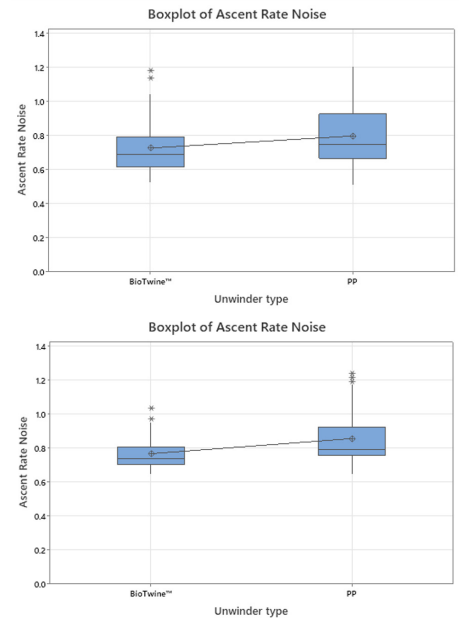 Boxplot of Ascent Rate Noise
1.4
1.2
1.0
0.8
0.6
0.4
0.2
0.0
Ascent Rate Noise
BioTwine™ PP
Unwinder type
Boxplot of Ascent Rate Noise
1.4
1.2
1.0
0.8
0.6
0.4
0.2
0.0
Ascent Rate Noise
BioTwine™ PP
Unwinder type